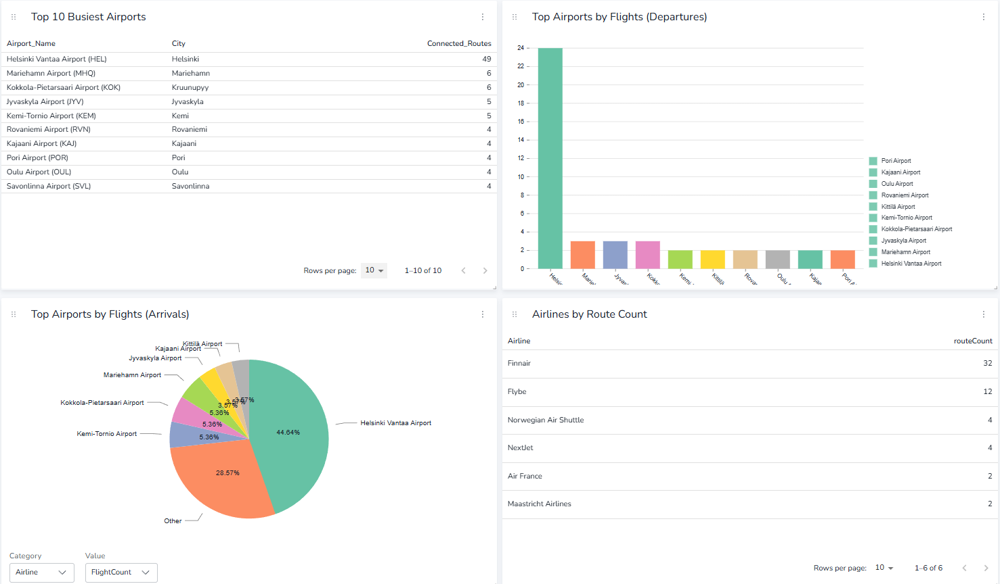 Top 10 Busiest Airports
Airport_Name City Connected_Routes
Helsinki Vantaa Airport (HEL) Helsinki 49
Mariehamn Airport (MHQ) Mariehamn 6
Kokkola-Pietarsaari Airport (KOK) Kruunupyy 6
Jyvaskyla Airport (JYV) Jyvaskyla 5
Kemi-Tornio Airport (KEM) Kemi 5
Rovaniemi Airport (RVN) Rovaniemi 4
Kajaani Airport (KAJ) Kajaani 4
Pori Airport (POR) Pori 4
Oulu Airport (OUL) Oulu 4
Savonlinna Airport (SVL) Savonlinna 4
Rows per page: 10 1–10 of 10
Top Airports by Flights (Departures)
24
22
20
18
16
14
12
10
8
6
4
2
0
Helsin
Marieh
Jyvas
Kokko
Kemi-
Kittilä
Rovan
Oulu A
Kajaa
Pori A
Pori Airport
Kajaani Airport
Oulu Airport
Rovaniemi Airport
Kittilä Airport
Kemi-Tornio Airport
Kokkola-Pietarsaari Airport
Jyvaskyla Airport
Mariehamn Airport
Helsinki Vantaa Airport
Top Airports by Flights (Arrivals)
Kittilä Airport
Kajaani Airport
Jyvaskyla Airport
Mariehamn Airport
Kokkola-Pietarsaari Airport
Kemi-Tornio Airport
Other
Helsinki Vantaa Airport
3.57%
3.57%
3.57%
5.36%
5.36%
5.36%
44.64%
28.57%
Category Value
Airline FlightCount
Airlines by Route Count
Airline routeCount
Finnair 32
Flybe 12
Norwegian Air Shuttle 4
NextJet 4
Air France 2
Maastricht Airlines 2
Rows per page: 10 1–6 of 6